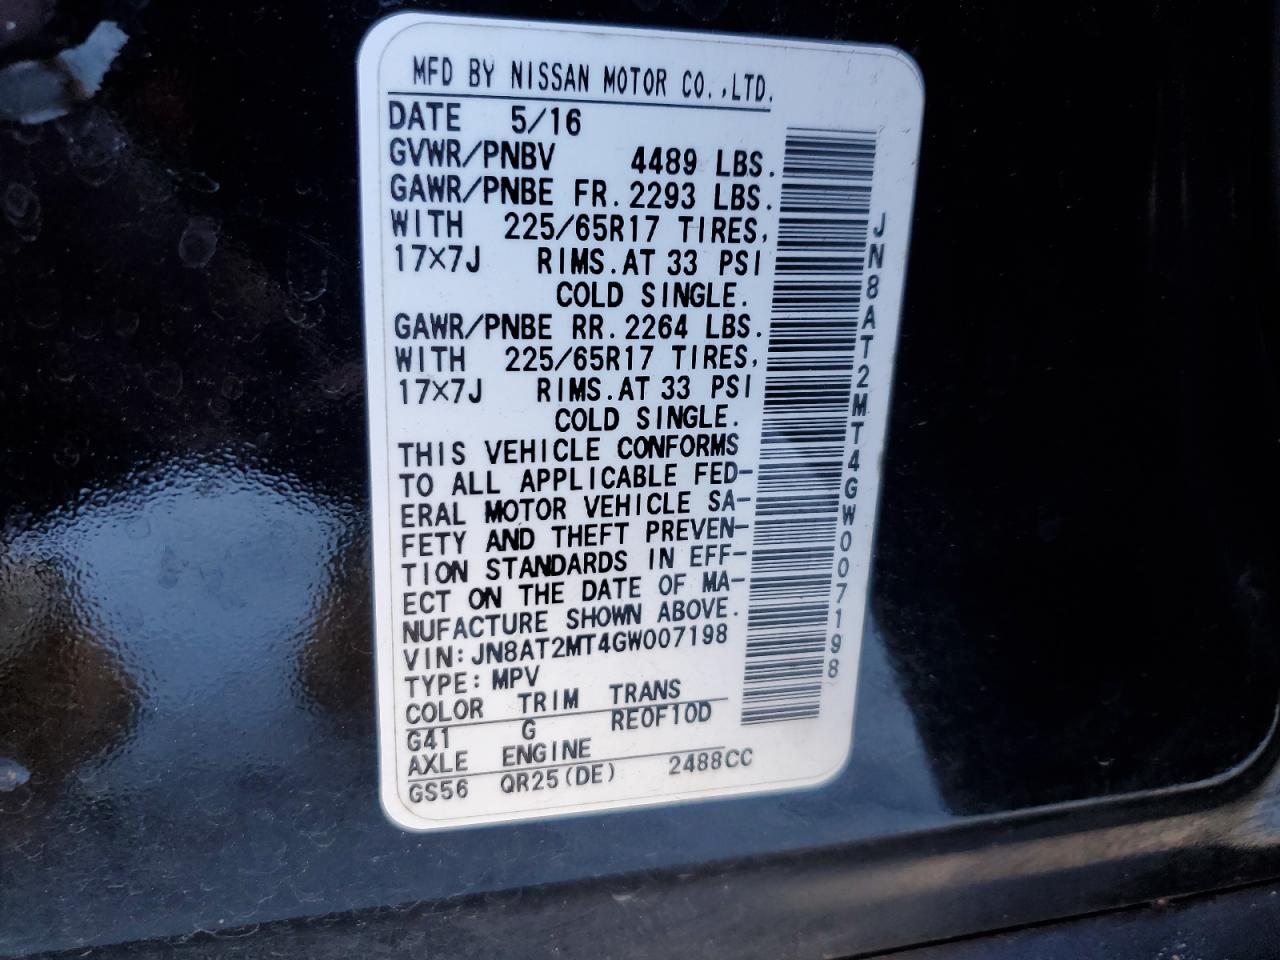 MFD BY NISSAN MOTOR CO.,LTD.
DATE 5/16
GVWR/PNBV 4489 LBS.
GAWR/PNBE FR. 2293 LBS.
WITH 225/65R17 TIRES,
17×7J RIMS. AT 33 PSI
COLD SINGLE.
GAWR/PNBE RR. 2264 LBS.
WITH 225/65R17 TIRES,
17×7J RIMS. AT 33 PSI
COLD SINGLE.
THIS VEHICLE CONFORMS
TO ALL APPLICABLE FED-
ERAL MOTOR VEHICLE SA-
FETY AND THEFT PREVEN-
TION STANDARDS IN EFF-
ECT ON THE DATE OF MA-
NUFACTURE SHOWN ABOVE.
VIN: JN8AT2MT4GW007198
TYPE: MPV
COLOR TRIM TRANS
G41 G RE0F10D
AXLE ENGINE
GS56 QR25(DE) 2488CC
JN8AT2MT4GW007198